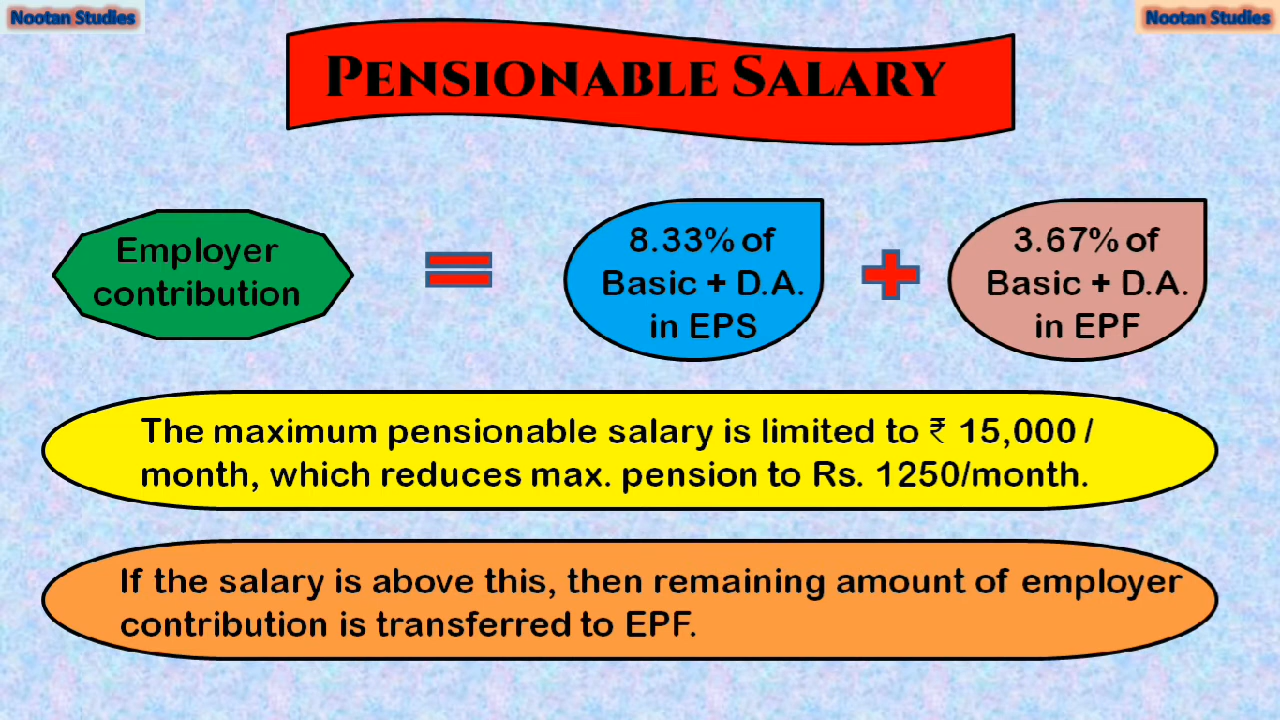 Nootan Studies
Nootan Studies
PENSIONABLE SALARY
Employer
contribution
=
8.33% of
Basic + D.A.
in EPS
+
3.67% of
Basic + D.A.
in EPF
The maximum pensionable salary is limited to ₹ 15,000 /
month, which reduces max. pension to Rs. 1250/month.
If the salary is above this, then remaining amount of employer
contribution is transferred to EPF.